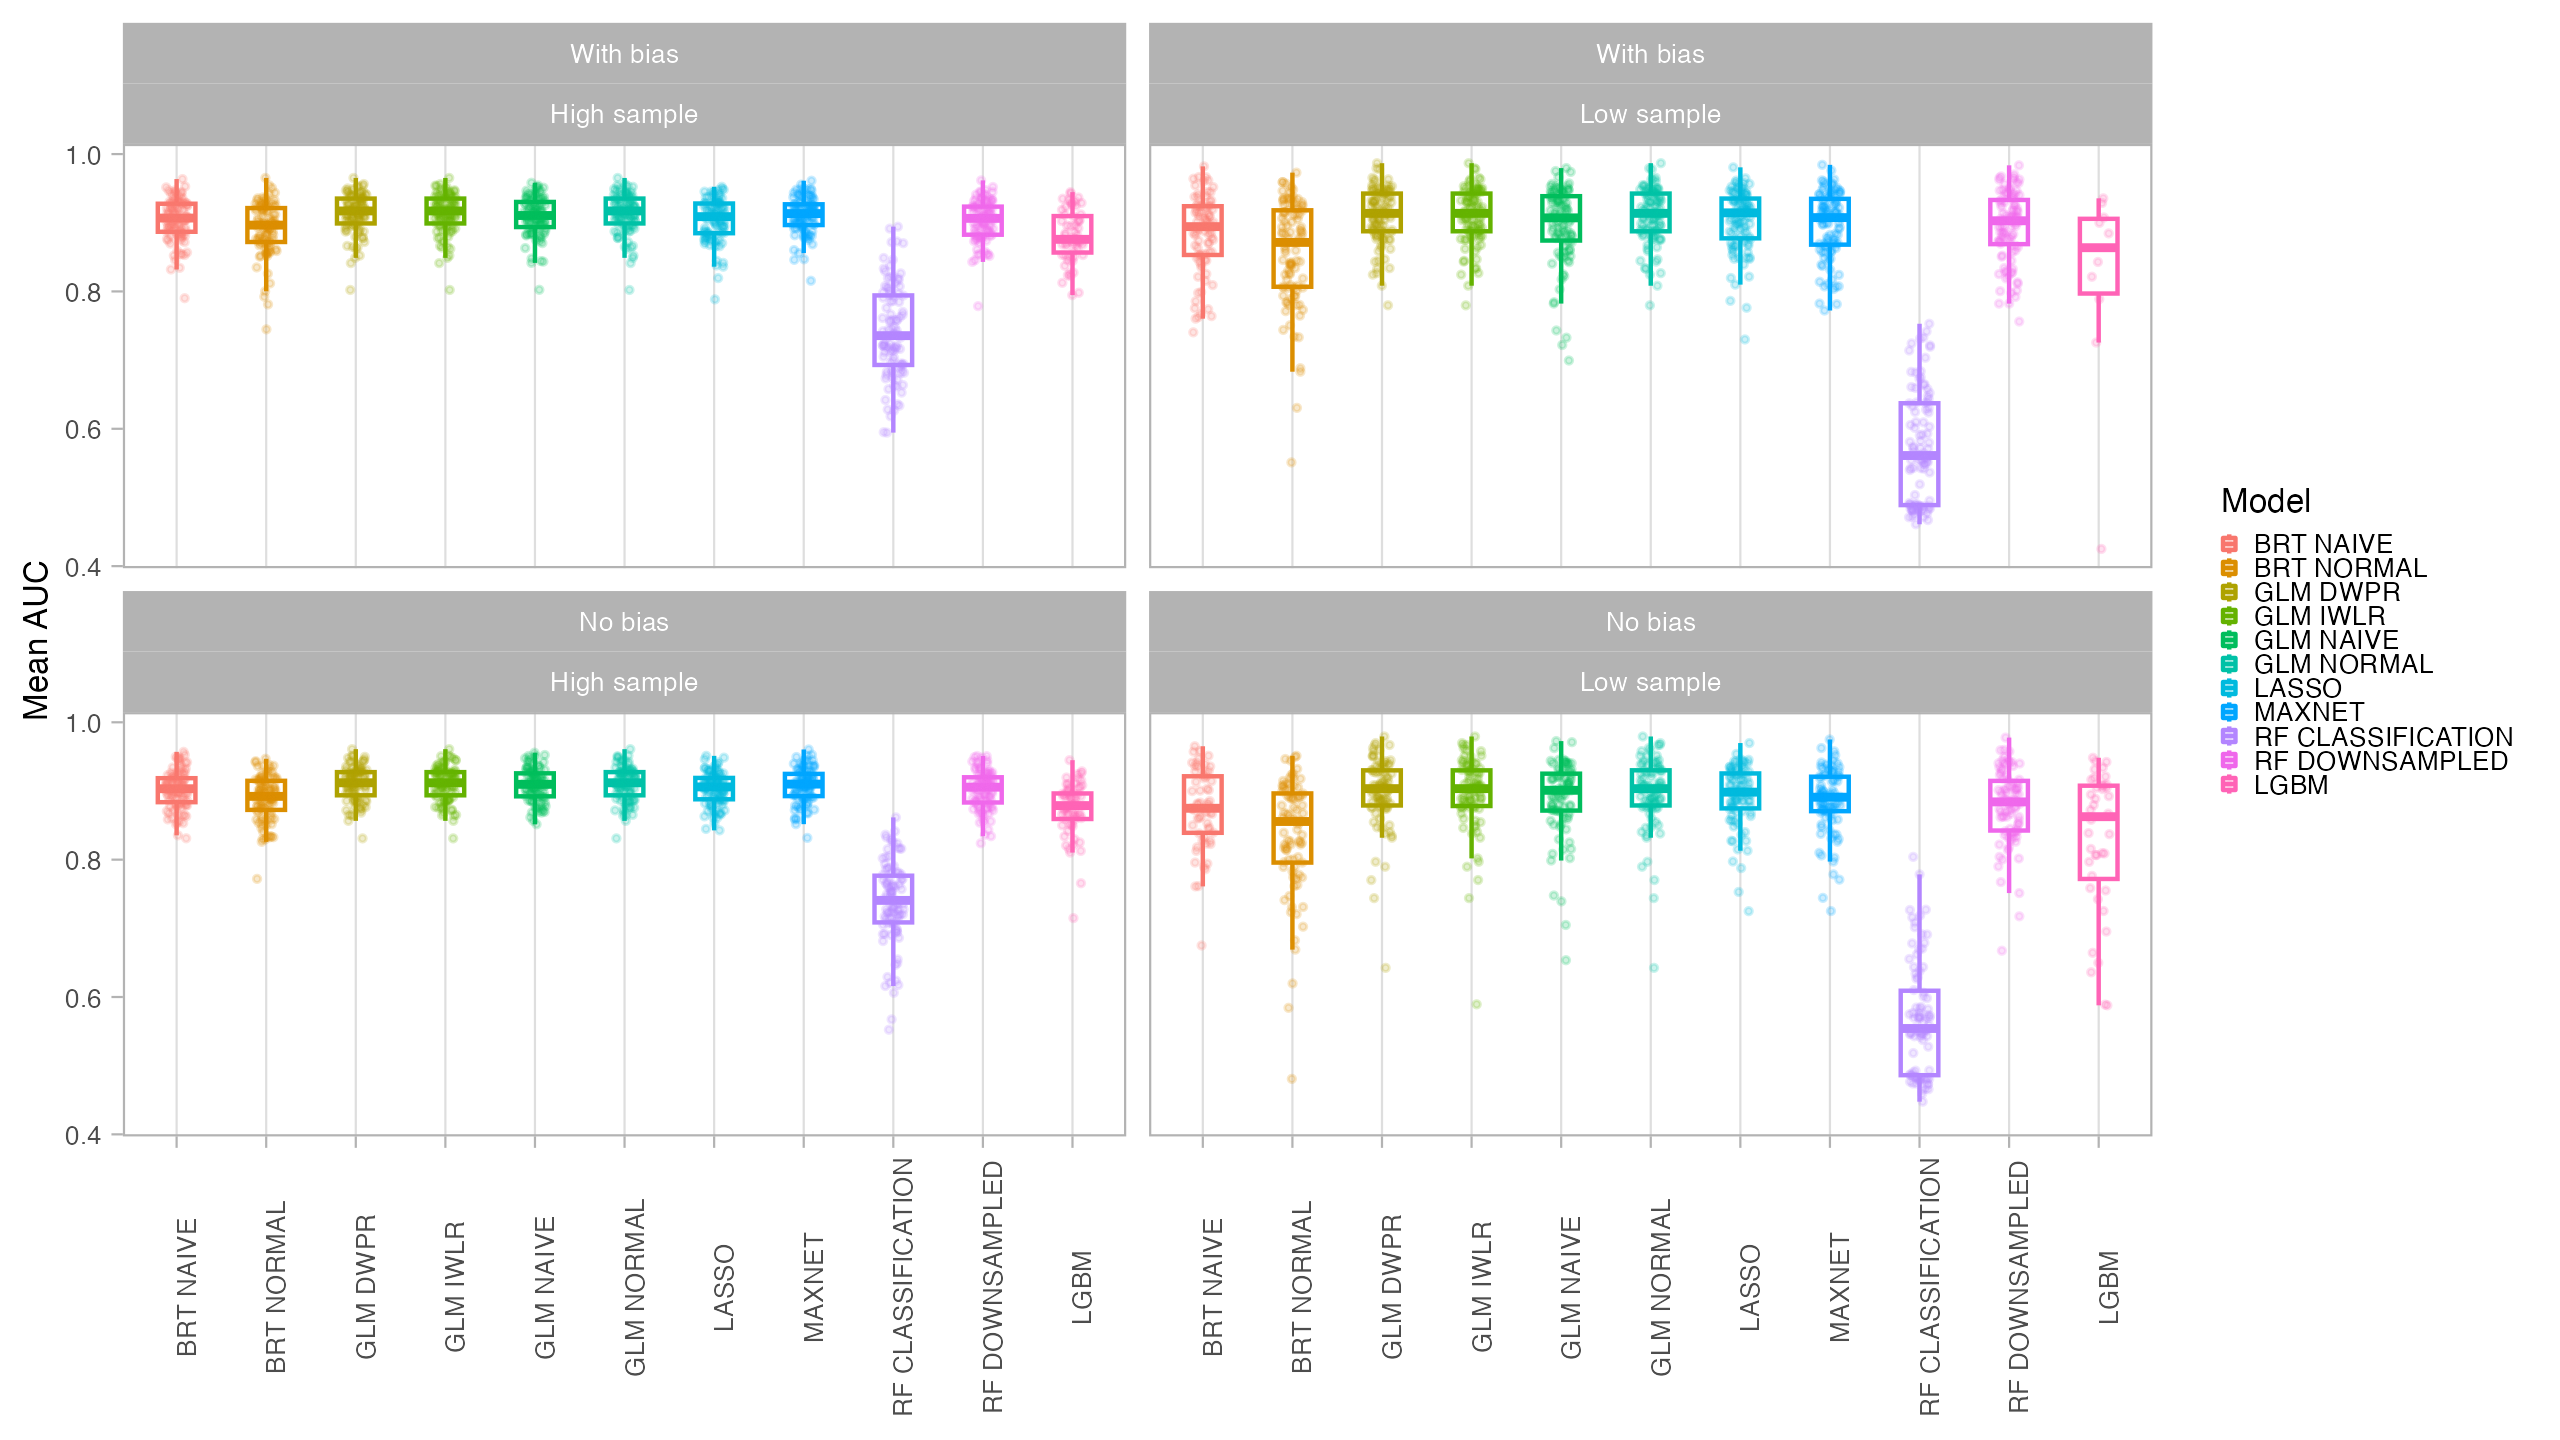 With bias
High sample
With bias
Low sample
1.0
0.8
0.6
0.4
No bias
High sample
No bias
Low sample
1.0
0.8
0.6
0.4
Mean AUC
BRT NAIVE
BRT NORMAL
GLM DWPR
GLM IWLR
GLM NAIVE
GLM NORMAL
LASSO
MAXNET
RF CLASSIFICATION
RF DOWNSAMPLED
LGBM
BRT NAIVE
BRT NORMAL
GLM DWPR
GLM IWLR
GLM NAIVE
GLM NORMAL
LASSO
MAXNET
RF CLASSIFICATION
RF DOWNSAMPLED
LGBM
Model
BRT NAIVE
BRT NORMAL
GLM DWPR
GLM IWLR
GLM NAIVE
GLM NORMAL
LASSO
MAXNET
RF CLASSIFICATION
RF DOWNSAMPLED
LGBM